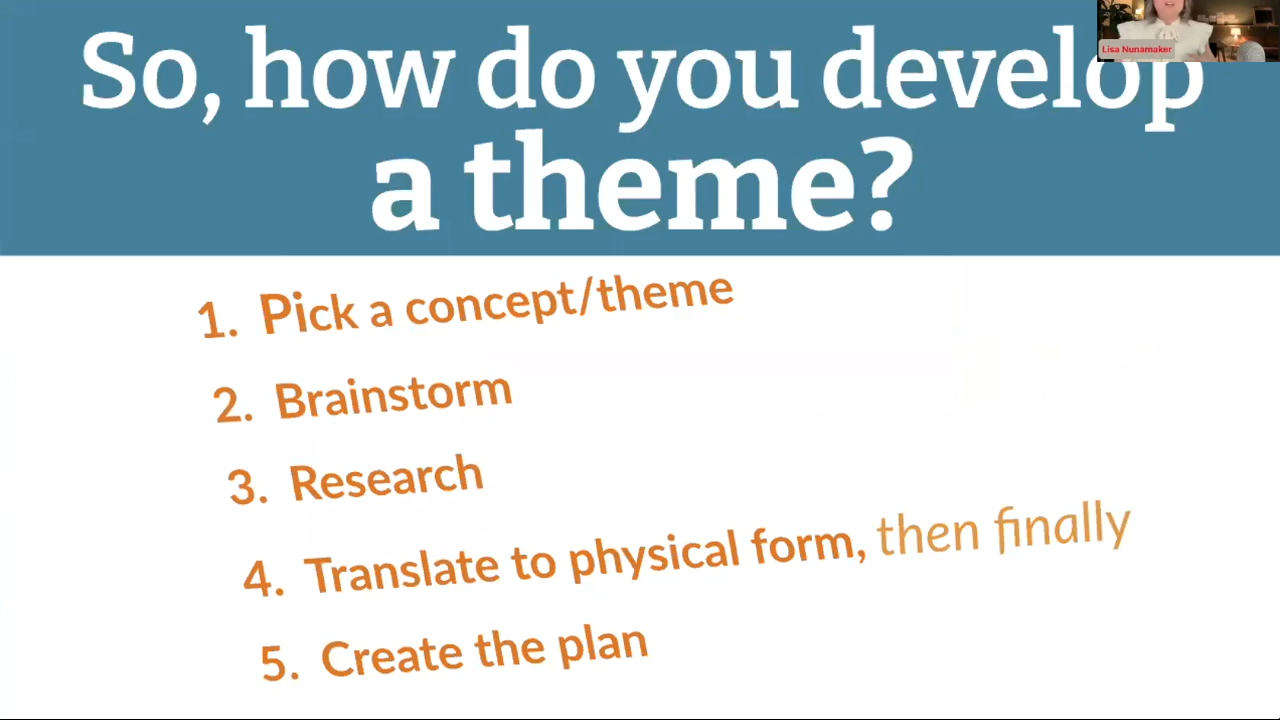 So, how do you develop
a theme?
Lisa Nunamaker
1. Pick a concept/theme
2. Brainstorm
3. Research
4. Translate to physical form, then finally
5. Create the plan